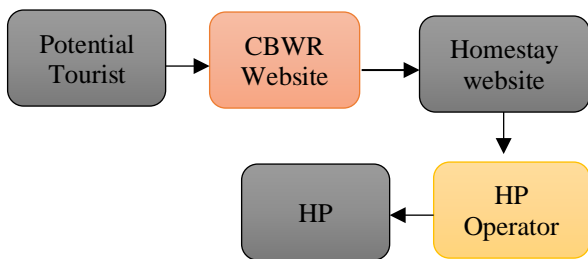 Potential
Tourist
CBWR
Website
Homestay
website
HP
Operator
HP